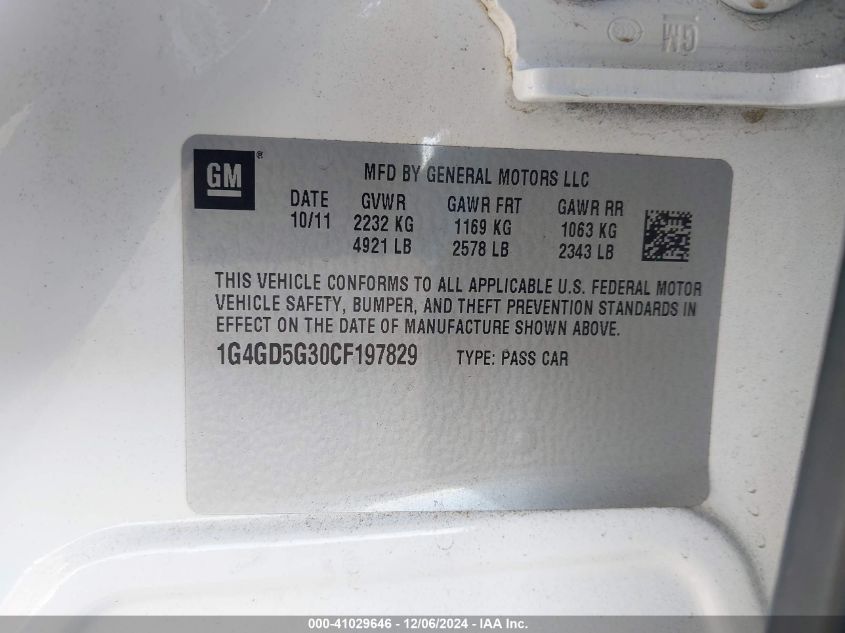 GM
GM®
MFD BY GENERAL MOTORS LLC
DATE GVWR GAWR FRT GAWR RR
10/11 2232 KG 1169 KG 1063 KG
4921 LB 2578 LB 2343 LB
THIS VEHICLE CONFORMS TO ALL APPLICABLE U.S. FEDERAL MOTOR
VEHICLE SAFETY, BUMPER, AND THEFT PREVENTION STANDARDS IN
EFFECT ON THE DATE OF MANUFACTURE SHOWN ABOVE.
1G4GD5G30CF197829 TYPE: PASS CAR
000-41029646 - 12/06/2024 - IAA Inc.